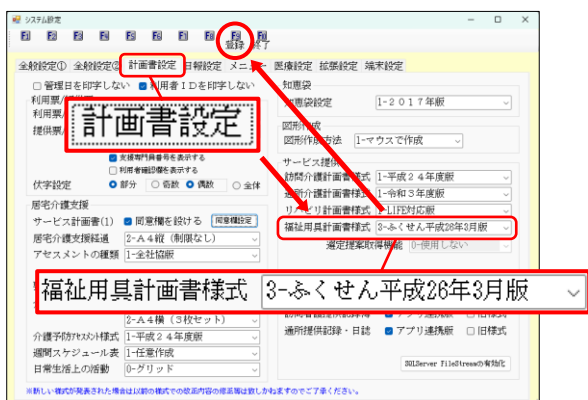 システム設定
F1 F2 F3 F4 F5 F6 F7 F8 F9
登録 終了
全般設定① 全般設定② 計画書設定 日報設定 メニュー 医療設定 拡張設定 端末設定
管理日を印字しない 利用者IDを印字しない
知恵袋
利用票/
知恵袋設定 1-2017年版
利用票/
計画書設定
図形作成
提供票/
図形作成方法 1-マウスで作成
支援専門員番号を表示する
利用者確認欄を表示する
サービス提供
訪問介護計画書様式 1-平成24年度版
伏字設定 部分 奇数 偶数 全体
通所介護計画書様式 1-令和3年度版
居宅介護支援
リハビリ計画書様式 2-LIFE対応版
サービス計画書(1) 同意欄を設ける 同意欄設定
福祉用具計画書様式 3-ふくせん平成26年3月版
居宅介護支援経過 2-A4縦(制限なし)
選定提案取得機能 0-使用しない
アセスメントの種類 1-全社協版
福祉用具計画書様式 3-ふくせん平成26年3月版
2-A4横(3枚セット)
アプリ連携版 旧様式
介護予防アセスメント様式 1-平成24年度版
通所提供記録・日誌 アプリ連携版 旧様式
週間スケジュール表 1-任意作成
日常生活上の活動 0-グリッド
SQLServer FileStreamの有効化
※新しい様式が発表された場合は以前の様式での改正内容の修正等は致しかねますのでご了承ください。